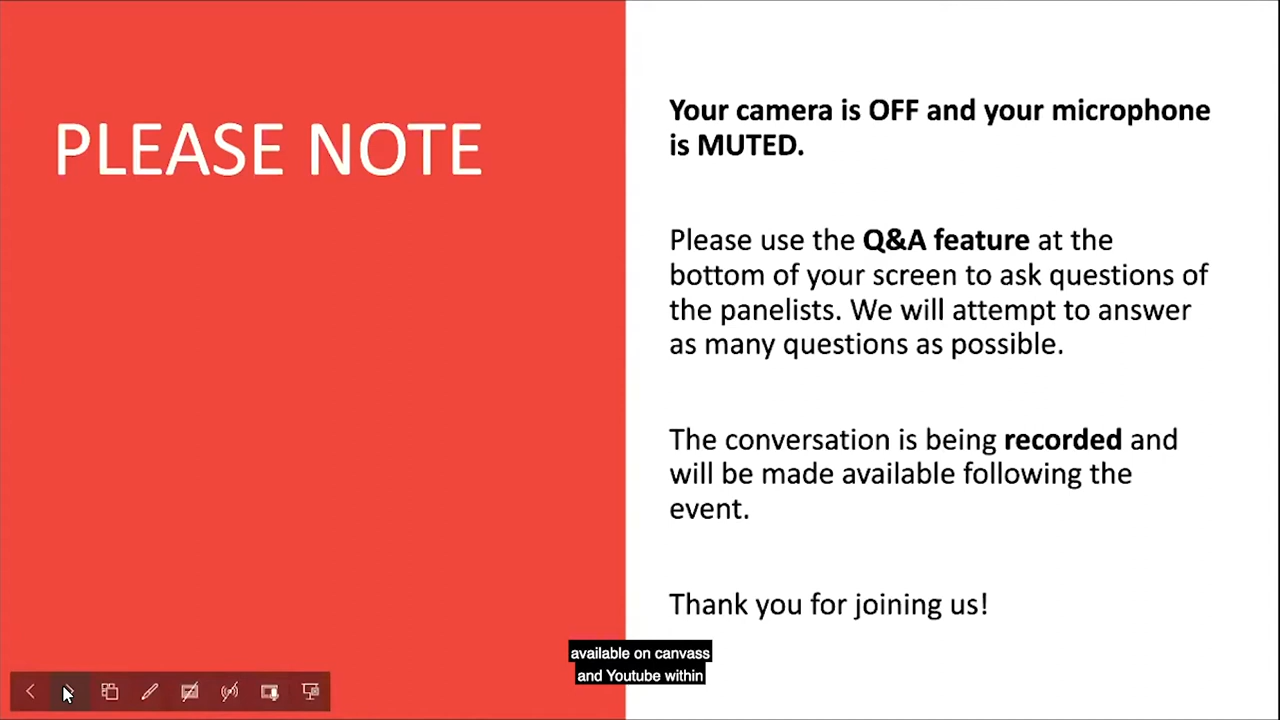 PLEASE NOTE
Your camera is OFF and your microphone
is MUTED.
Please use the Q&A feature at the
bottom of your screen to ask questions of
the panelists. We will attempt to answer
as many questions as possible.
The conversation is being recorded and
will be made available following the
event.
Thank you for joining us!
available on canvass
and Youtube within